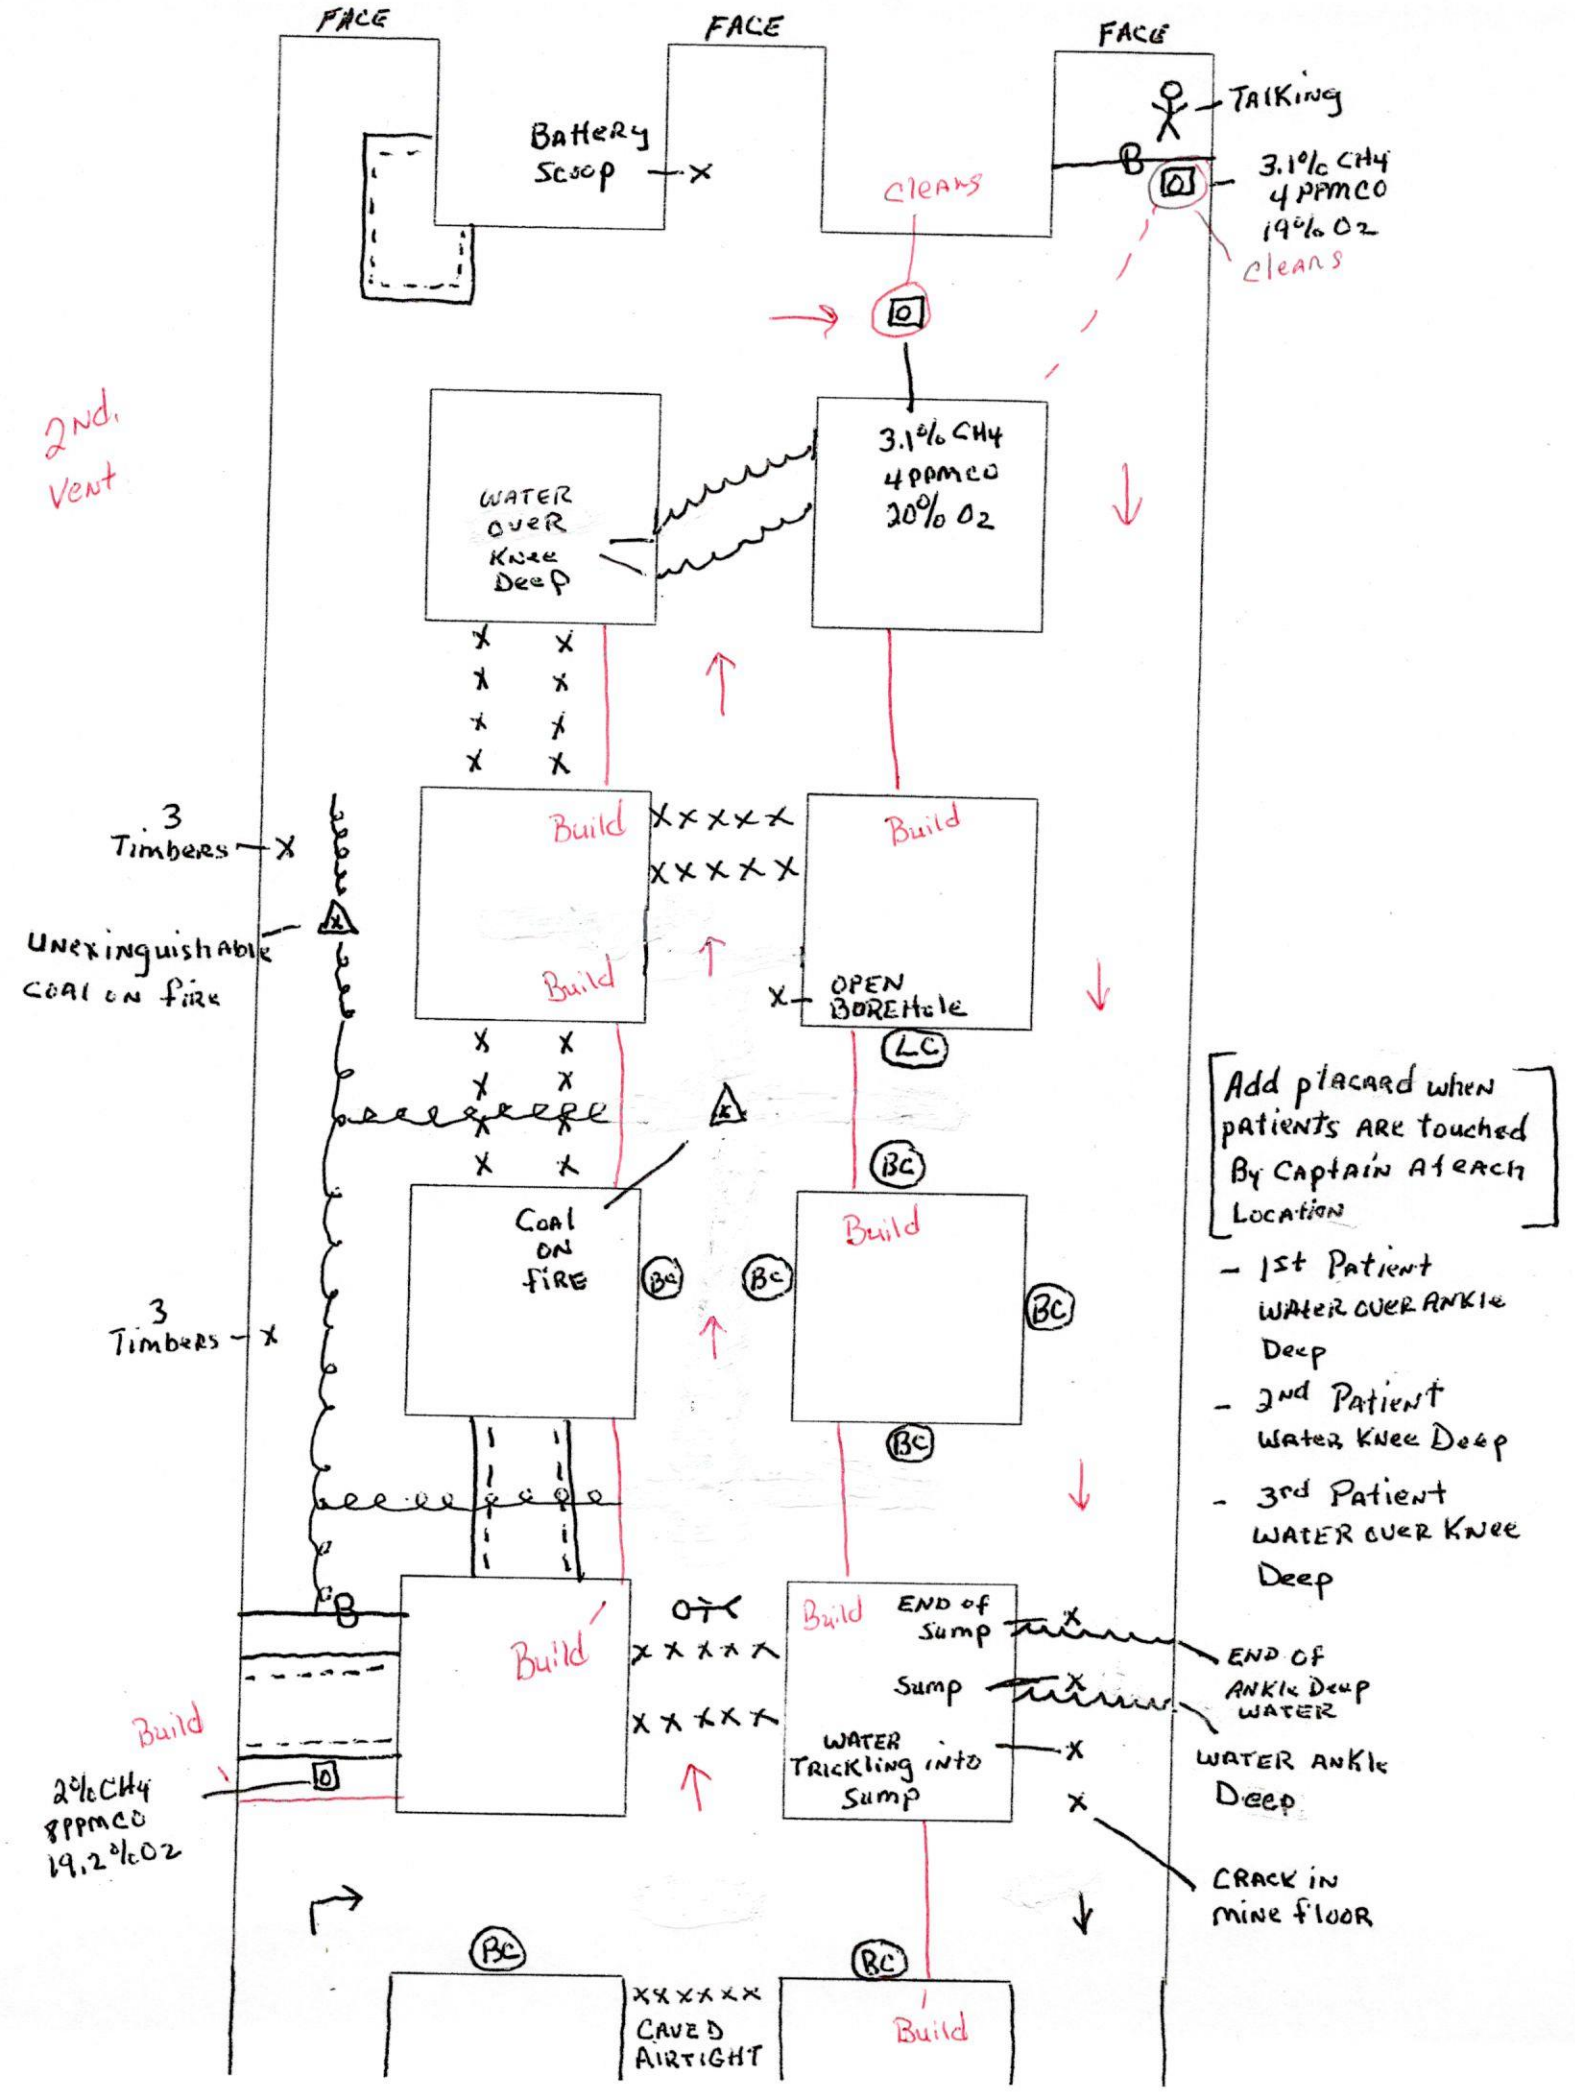 FACE
FACE
FACE
TAlKing
BAtteRy
Scoop
X
B
3.1% CH4
4 PPMCO
19% O2
Cleans
Cleans
2nd.
Vent
3.1% CH4
4 PPMCO
20% O2
WATER
OVER
Knee
Deep
X X
X X
X X
X X
3
Timbers
X
Build
XXXXX
XXXXX
Build
UNexinguishAble
COAl ON fiRe
X
Build
X
OPEN
BOREHole
LC
X X
X X
X X
X X
X
BC
Add plACARD when
pAtients ARe touched
By CAptAin At eACH
LocAtion
COAl
ON
fiRE
BC
BC
Build
BC
- 1st Patient
WAter OVER ANKle
Deep
3
Timbers
X
- 2nd Patient
Water Knee Deep
BC
- 3rd Patient
WATER OVER KNee
Deep
B
Build
XXXXX
XXXXX
Build
END of
Sump
X
Sump
X
END OF
ANKle Deep
WATER
WATER
TRICKling into
Sump
X
X
WATER ANKle
Deep
Build
2% CH4
8PPMCO
19.2% O2
CRACK in
mine floor
BC
BC
XXXXXX
CAVED
AIRTIGHT
Build